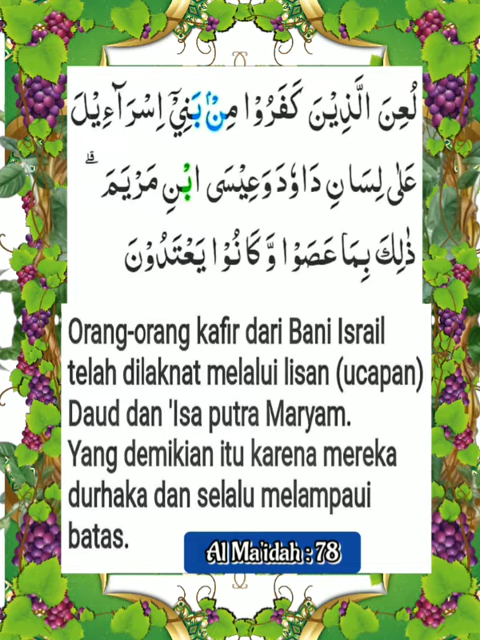 لُعِنَ الَّذِيْنَ كَفَرُوْا مِنْۢ بَنِيْٓ اِسْرَآءِيْلَ
عَلٰى لِسَانِ دَاوٗدَ وَعِيْسَى ابْنِ مَرْيَمَ ۗ
ذٰلِكَ بِمَا عَصَوْا وَّكَانُوْا يَعْتَدُوْنَ
Orang-orang kafir dari Bani Israil
telah dilaknat melalui lisan (ucapan)
Daud dan 'Isa putra Maryam.
Yang demikian itu karena mereka
durhaka dan selalu melampaui
batas.
Al Ma'idah : 78